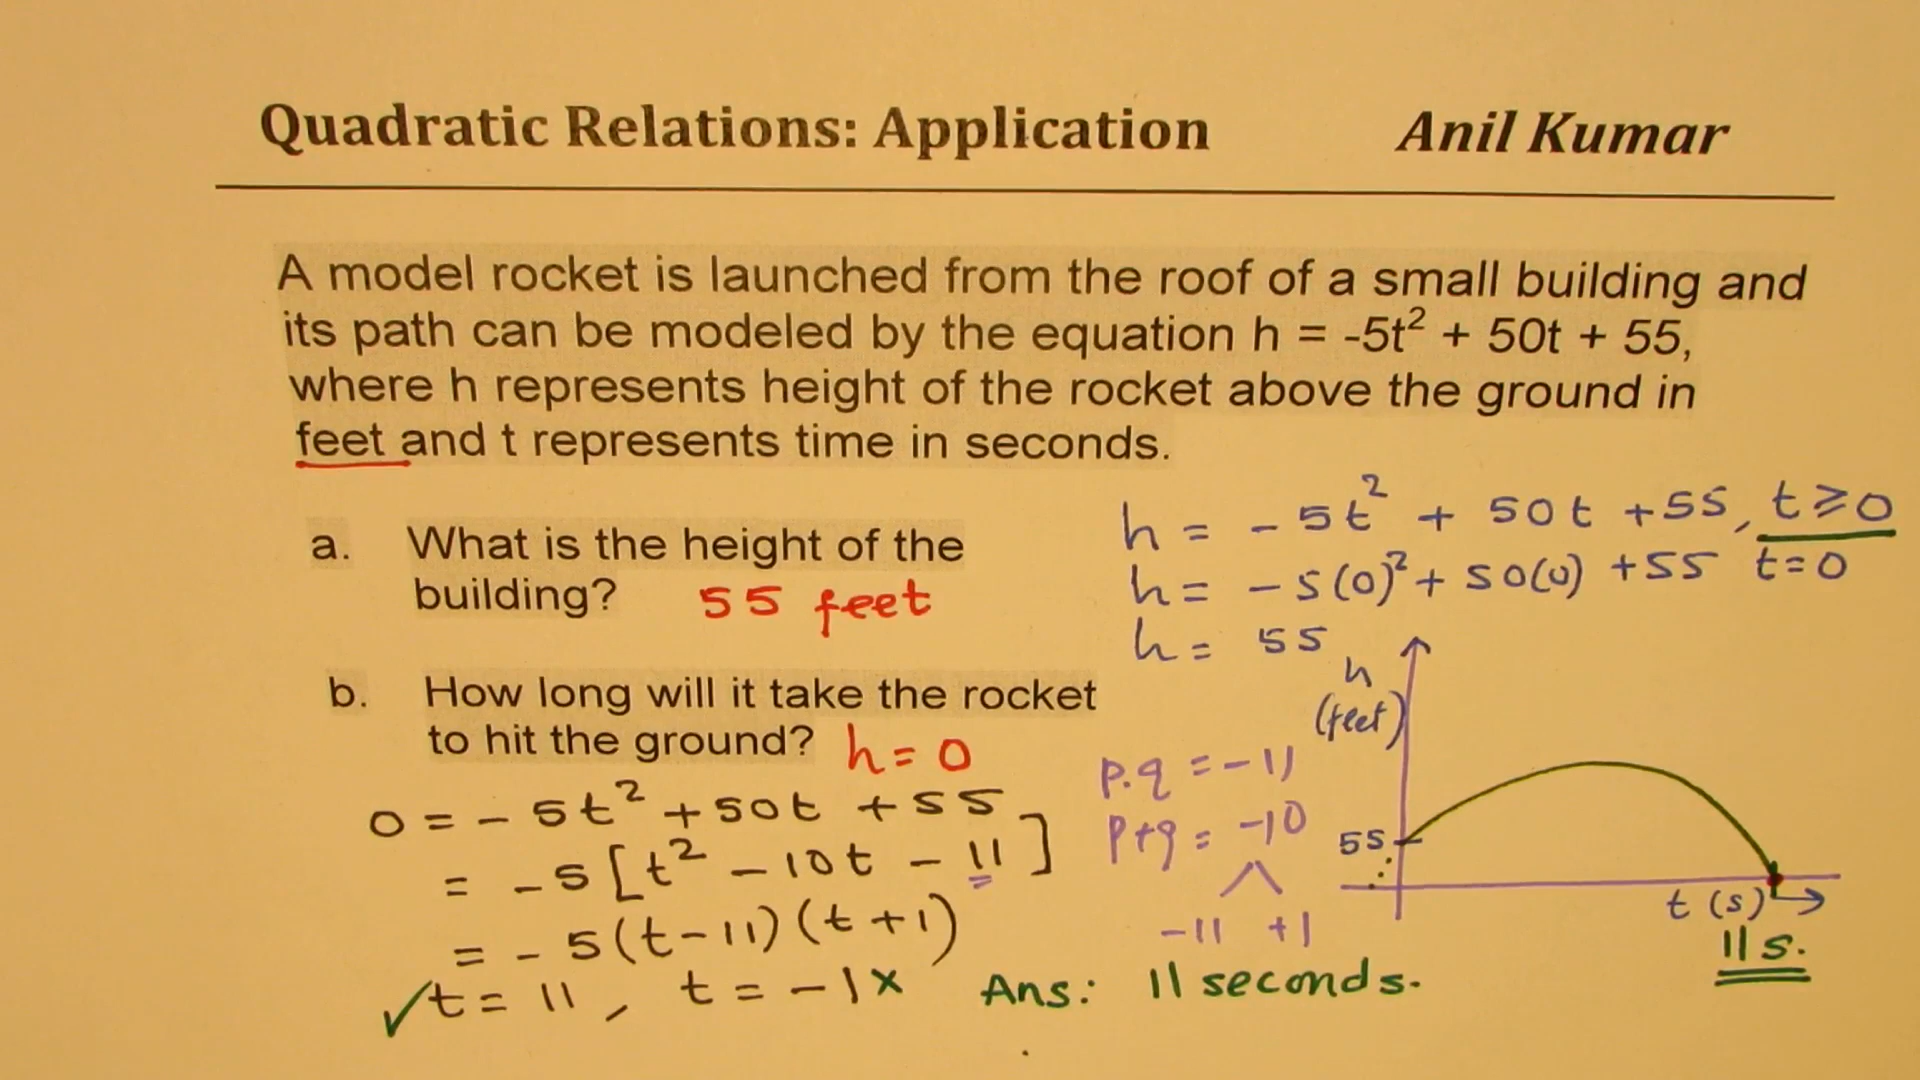 Quadratic Relations: Application Anil Kumar
A model rocket is launched from the roof of a small building and
its path can be modeled by the equation h = -5t² + 50t + 55,
where h represents height of the rocket above the ground in
feet and t represents time in seconds.
a. What is the height of the
building? 55 feet
h = -5t² + 50t + 55, t ≥ 0
h = -5(0)² + 50(0) + 55 t = 0
h = 55
b. How long will it take the rocket
to hit the ground? h = 0
0 = -5t² + 50t + 55
= -5[t² - 10t - 11]
= -5(t-11)(t+1)
✓t = 11, t = -1 ×
p.q = -11
p+q = -10
-11 +1
h
(feet)
55
t (s)
11 s.
Ans: 11 seconds.